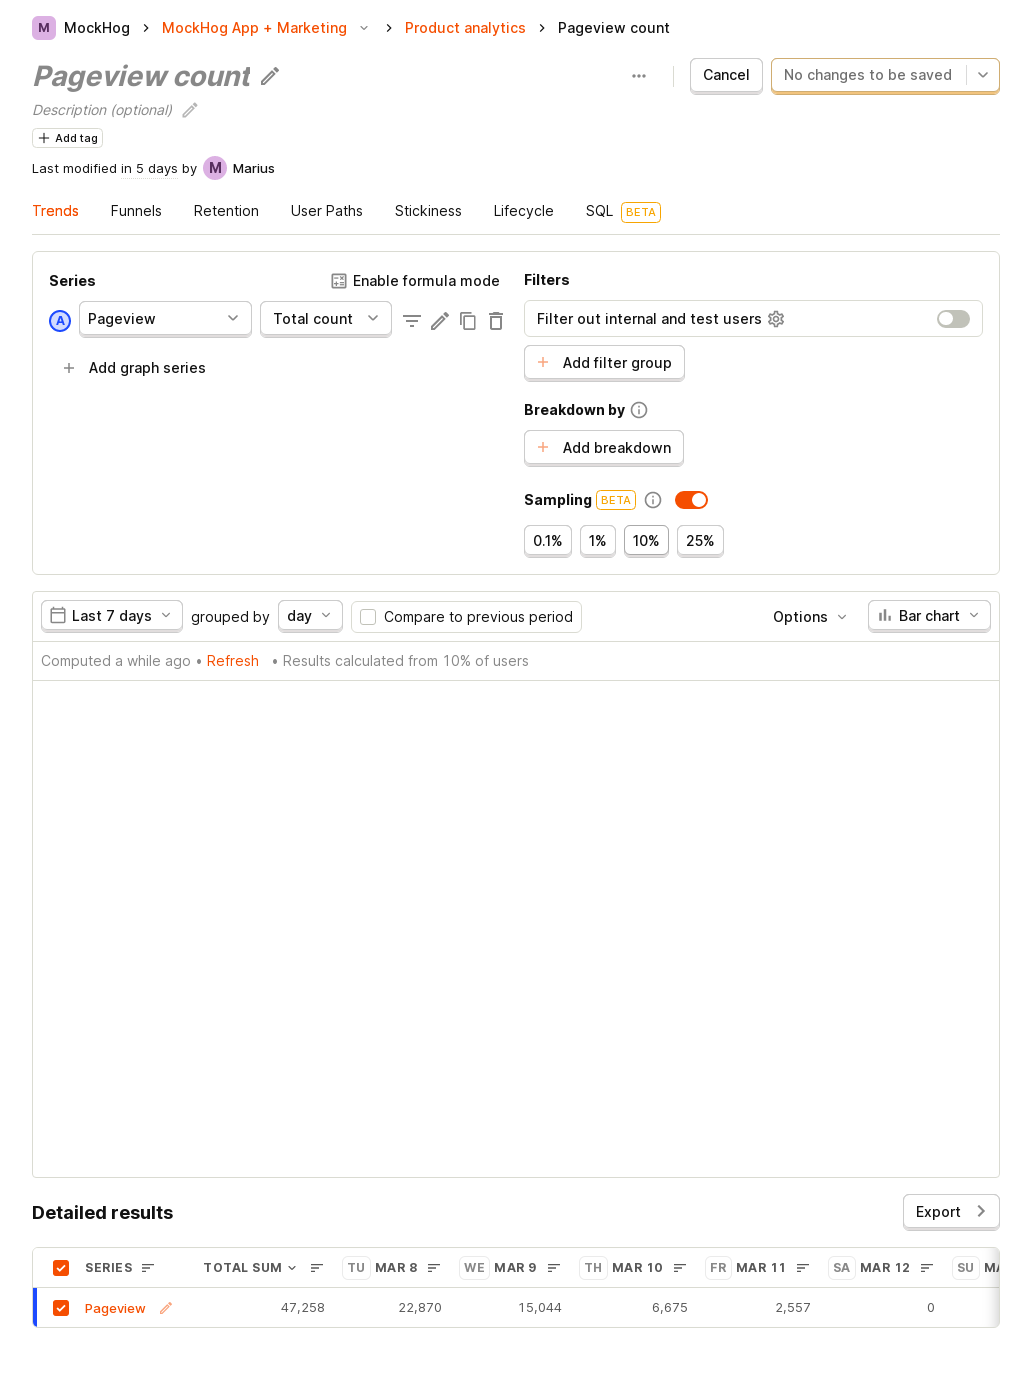 M MockHog > MockHog App + Marketing > Product analytics > Pageview count
Pageview count
Cancel
No changes to be saved
Description (optional)
Add tag
Last modified in 5 days by M Marius
Trends Funnels Retention User Paths Stickiness Lifecycle SQL BETA
Series
Enable formula mode
A Pageview Total count
Add graph series
Filters
Filter out internal and test users
Add filter group
Breakdown by
Add breakdown
Sampling BETA
0.1% 1% 10% 25%
Last 7 days grouped by day Compare to previous period Options Bar chart
Computed a while ago • Refresh • Results calculated from 10% of users
Detailed results
Export
SERIES TOTAL SUM TU MAR 8 WE MAR 9 TH MAR 10 FR MAR 11 SA MAR 12 SU
Pageview 47,258 22,870 15,044 6,675 2,557 0